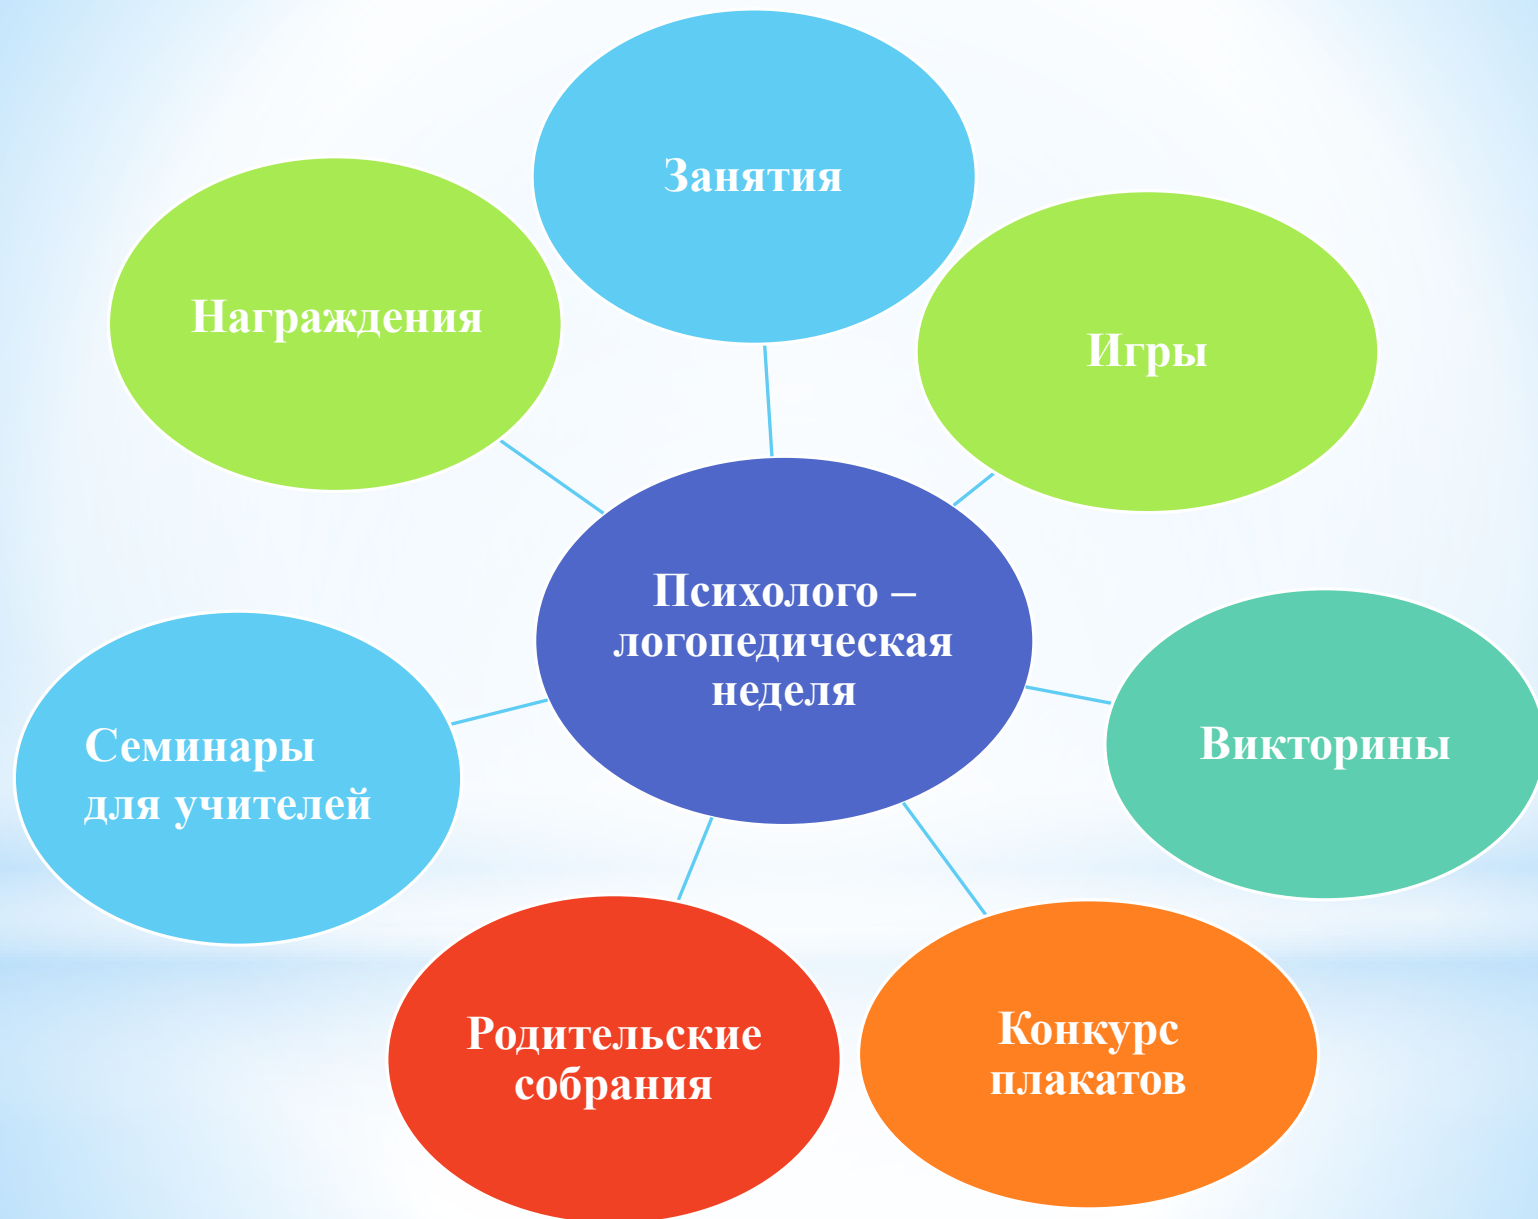 Занятия
Награждения
Игры
Психолого –
логопедическая
неделя
Семинары
для учителей
Викторины
Родительские
собрания
Конкурс
плакатов